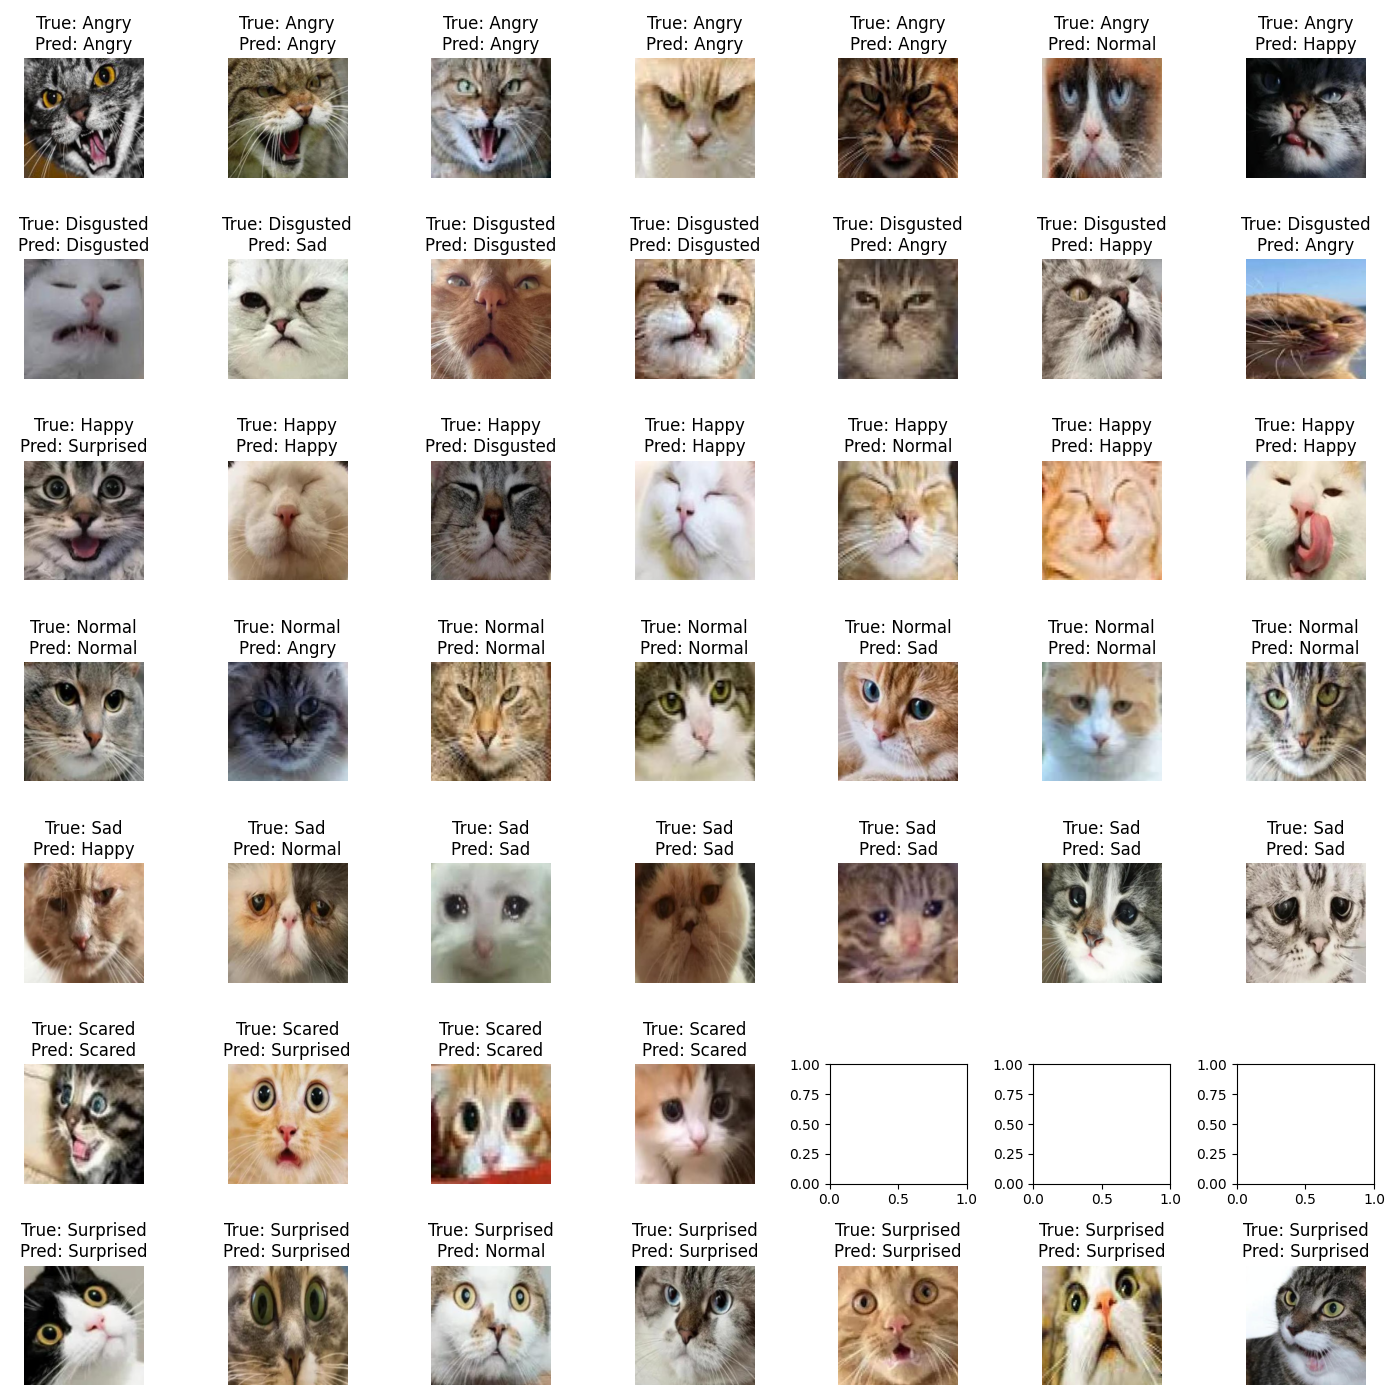 True: Angry True: Angry True: Angry True: Angry True: Angry True: Angry True: Angry
Pred: Angry Pred: Angry Pred: Angry Pred: Angry Pred: Angry Pred: Normal Pred: Happy
True: Disgusted True: Disgusted True: Disgusted True: Disgusted True: Disgusted True: Disgusted True: Disgusted
Pred: Disgusted Pred: Sad Pred: Disgusted Pred: Disgusted Pred: Angry Pred: Happy Pred: Angry
True: Happy True: Happy True: Happy True: Happy True: Happy True: Happy True: Happy
Pred: Surprised Pred: Happy Pred: Disgusted Pred: Happy Pred: Normal Pred: Happy Pred: Happy
True: Normal True: Normal True: Normal True: Normal True: Normal True: Normal True: Normal
Pred: Normal Pred: Angry Pred: Normal Pred: Normal Pred: Sad Pred: Normal Pred: Normal
True: Sad True: Sad True: Sad True: Sad True: Sad True: Sad True: Sad
Pred: Happy Pred: Normal Pred: Sad Pred: Sad Pred: Sad Pred: Sad Pred: Sad
True: Scared True: Scared True: Scared True: Scared
Pred: Scared Pred: Surprised Pred: Scared Pred: Scared
1.00 1.00 1.00
0.75 0.75 0.75
0.50 0.50 0.50
0.25 0.25 0.25
0.00 0.00 0.00
0.0 0.5 1.0 0.0 0.5 1.0 0.0 0.5 1.0
True: Surprised True: Surprised True: Surprised True: Surprised True: Surprised True: Surprised True: Surprised
Pred: Surprised Pred: Surprised Pred: Normal Pred: Surprised Pred: Surprised Pred: Surprised Pred: Surprised